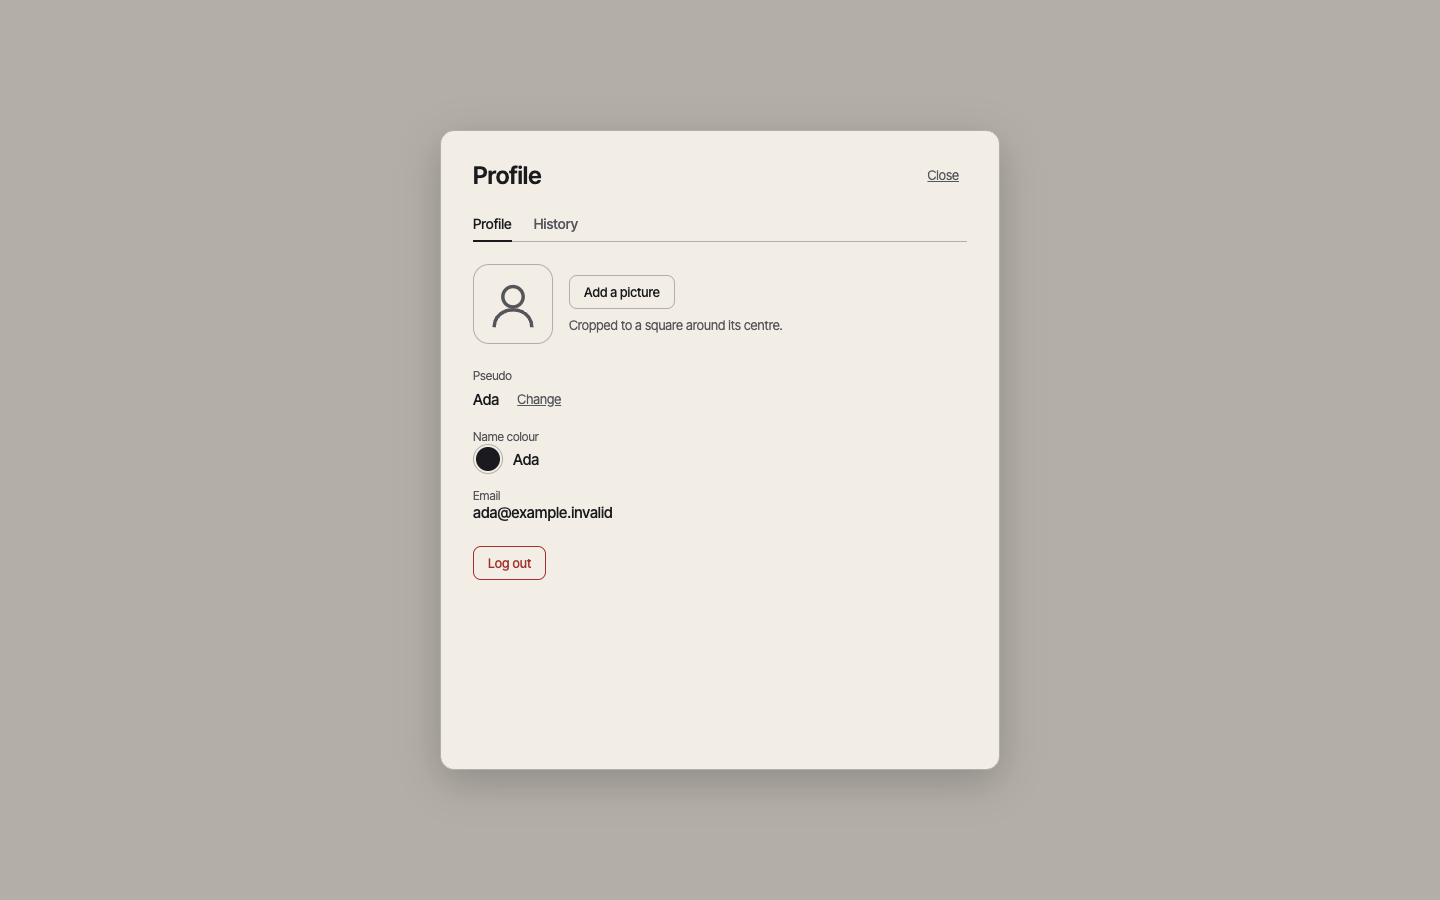 Profile
Close
Profile
History
Add a picture
Cropped to a square around its centre.
Pseudo
Ada
Change
Name colour
Ada
Email
ada@example.invalid
Log out